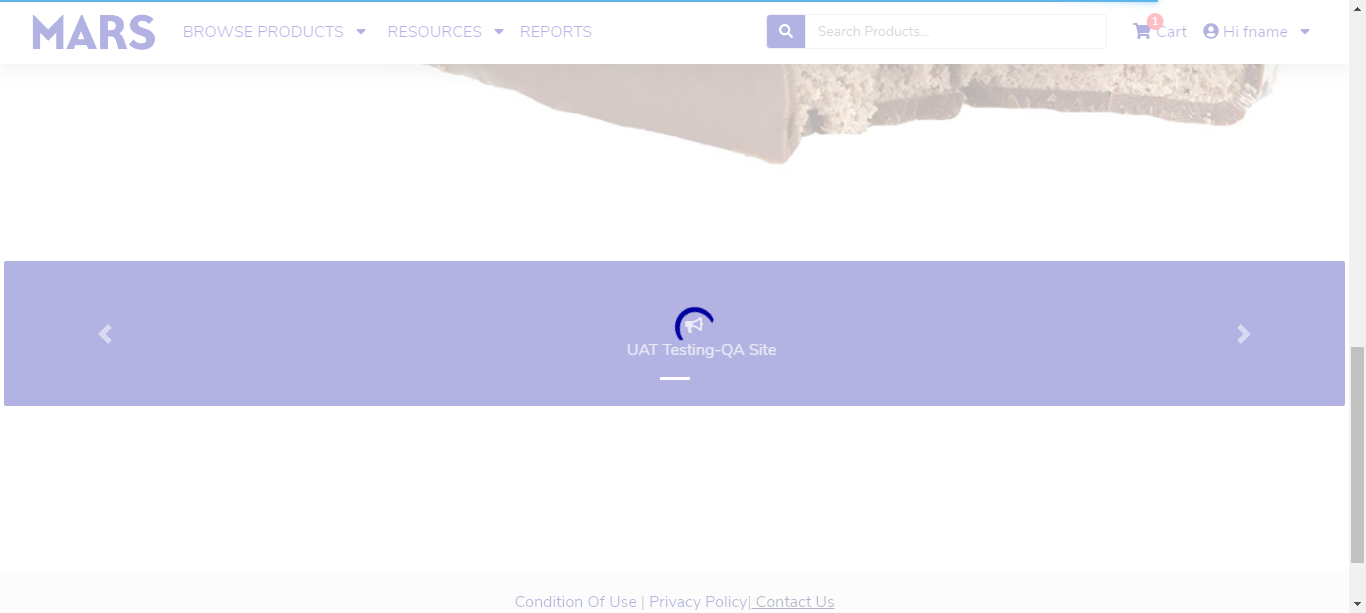 MARS BROWSE PRODUCTS RESOURCES REPORTS Search Products... 1 Cart Hi fname
UAT Testing-QA Site
Condition Of Use | Privacy Policy| Contact Us